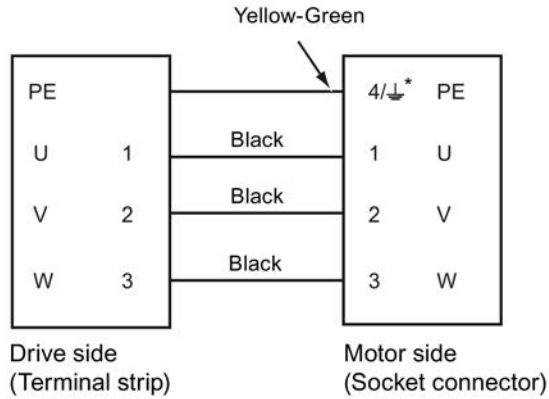 Yellow-Green
PE 4/⏚* PE
U 1 Black 1 U
V 2 Black 2 V
W 3 Black 3 W
Drive side
(Terminal strip)
Motor side
(Socket connector)